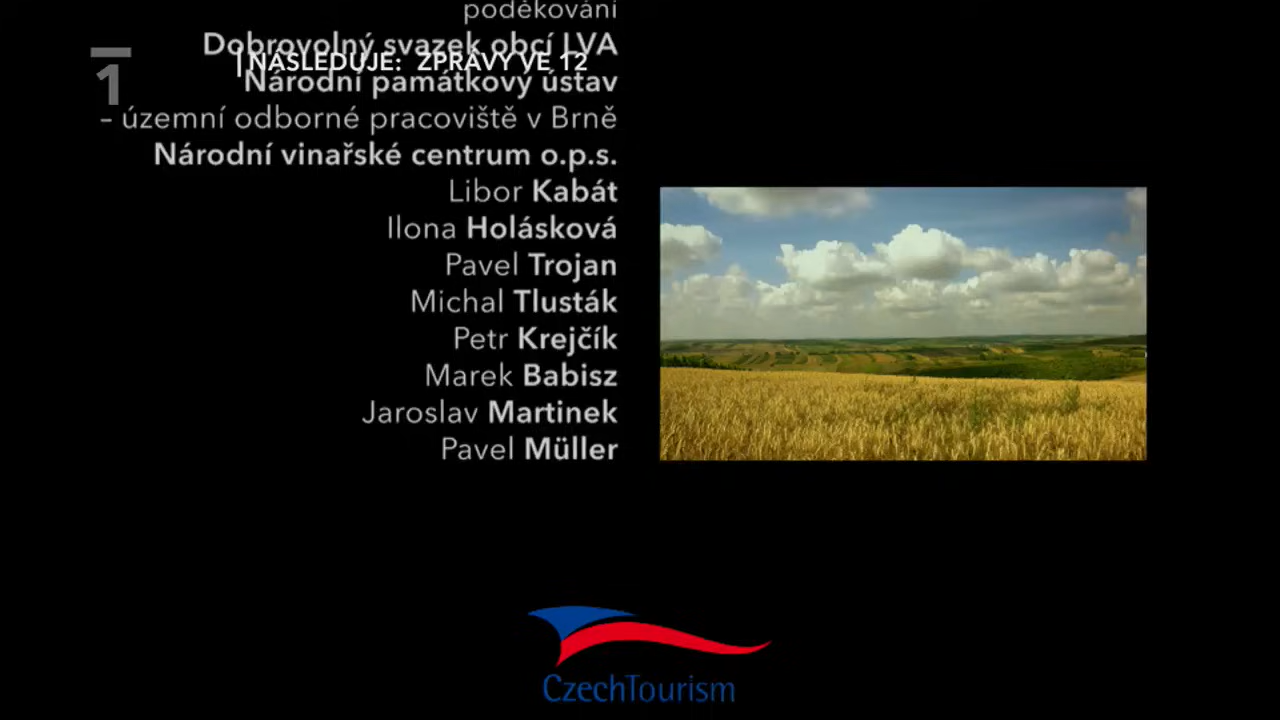 poděkování
Dobrovolný svazek obcí LVA
1
NÁSLEDUJE: ZPRÁVY VE 12
Národní památkový ústav
– územní odborné pracoviště v Brně
Národní vinařské centrum o.p.s.
Libor Kabát
Ilona Holásková
Pavel Trojan
Michal Tlusták
Petr Krejčík
Marek Babisz
Jaroslav Martinek
Pavel Müller
CzechTourism